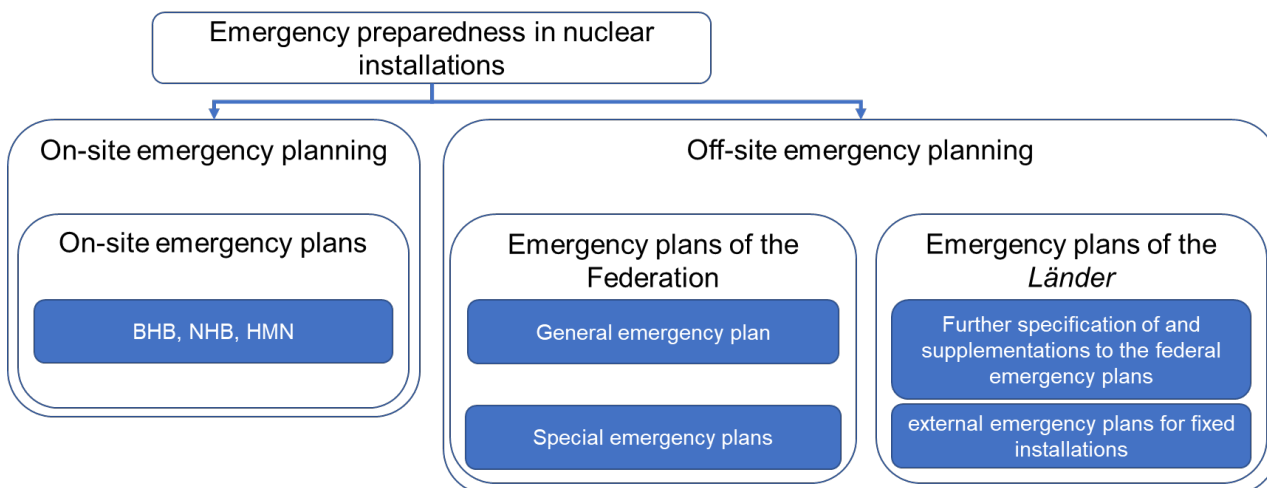 Emergency preparedness in nuclear
installations
On-site emergency planning
On-site emergency plans
BHB, NHB, HMN
Off-site emergency planning
Emergency plans of the
Federation
General emergency plan
Special emergency plans
Emergency plans of the
Länder
Further specification of and
supplementations to the federal
emergency plans
external emergency plans for fixed
installations